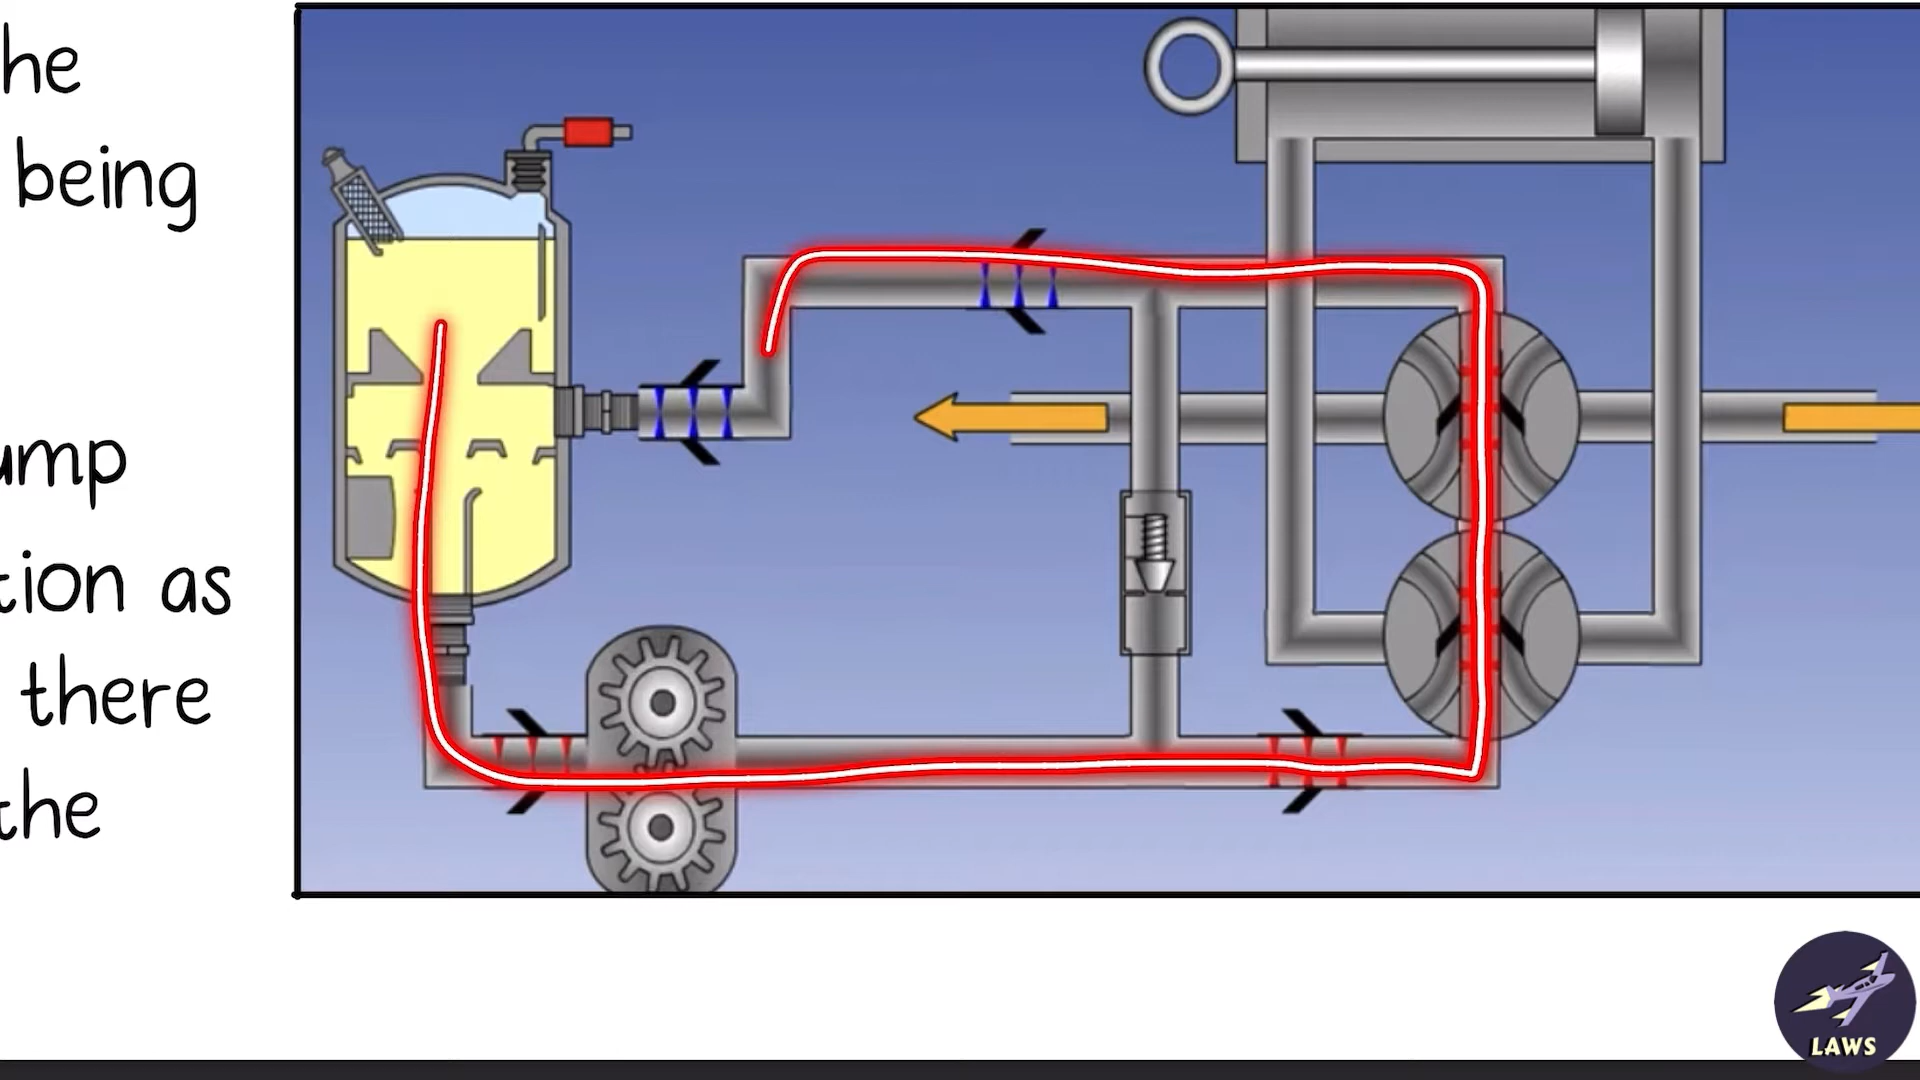 he
being
ump
tion as
there
the
LAWS